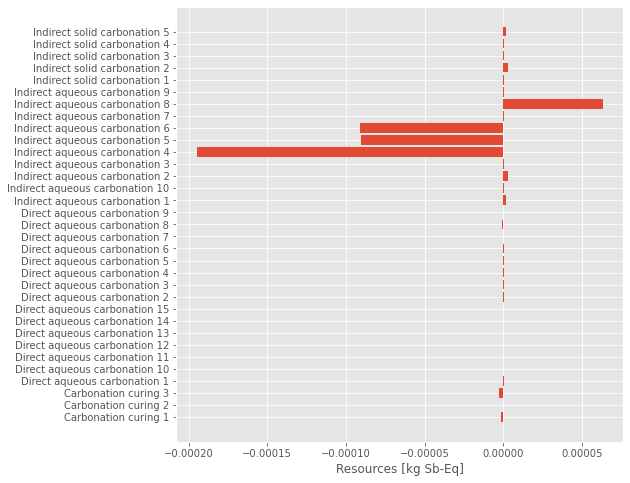 Indirect solid carbonation 5
Indirect solid carbonation 4
Indirect solid carbonation 3
Indirect solid carbonation 2
Indirect solid carbonation 1
Indirect aqueous carbonation 9
Indirect aqueous carbonation 8
Indirect aqueous carbonation 7
Indirect aqueous carbonation 6
Indirect aqueous carbonation 5
Indirect aqueous carbonation 4
Indirect aqueous carbonation 3
Indirect aqueous carbonation 2
Indirect aqueous carbonation 10
Indirect aqueous carbonation 1
Direct aqueous carbonation 9
Direct aqueous carbonation 8
Direct aqueous carbonation 7
Direct aqueous carbonation 6
Direct aqueous carbonation 5
Direct aqueous carbonation 4
Direct aqueous carbonation 3
Direct aqueous carbonation 2
Direct aqueous carbonation 15
Direct aqueous carbonation 14
Direct aqueous carbonation 13
Direct aqueous carbonation 12
Direct aqueous carbonation 11
Direct aqueous carbonation 10
Direct aqueous carbonation 1
Carbonation curing 3
Carbonation curing 2
Carbonation curing 1
−0.00020 −0.00015 −0.00010 −0.00005 0.00000 0.00005
Resources [kg Sb-Eq]